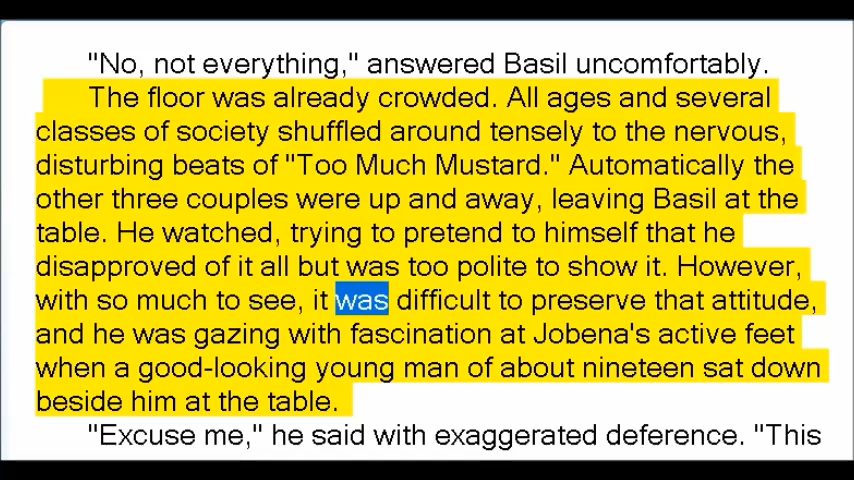 "No, not everything," answered Basil uncomfortably.
The floor was already crowded. All ages and several
classes of society shuffled around tensely to the nervous,
disturbing beats of "Too Much Mustard." Automatically the
other three couples were up and away, leaving Basil at the
table. He watched, trying to pretend to himself that he
disapproved of it all but was too polite to show it. However,
with so much to see, it was difficult to preserve that attitude,
and he was gazing with fascination at Jobena's active feet
when a good-looking young man of about nineteen sat down
beside him at the table.
"Excuse me," he said with exaggerated deference. "This